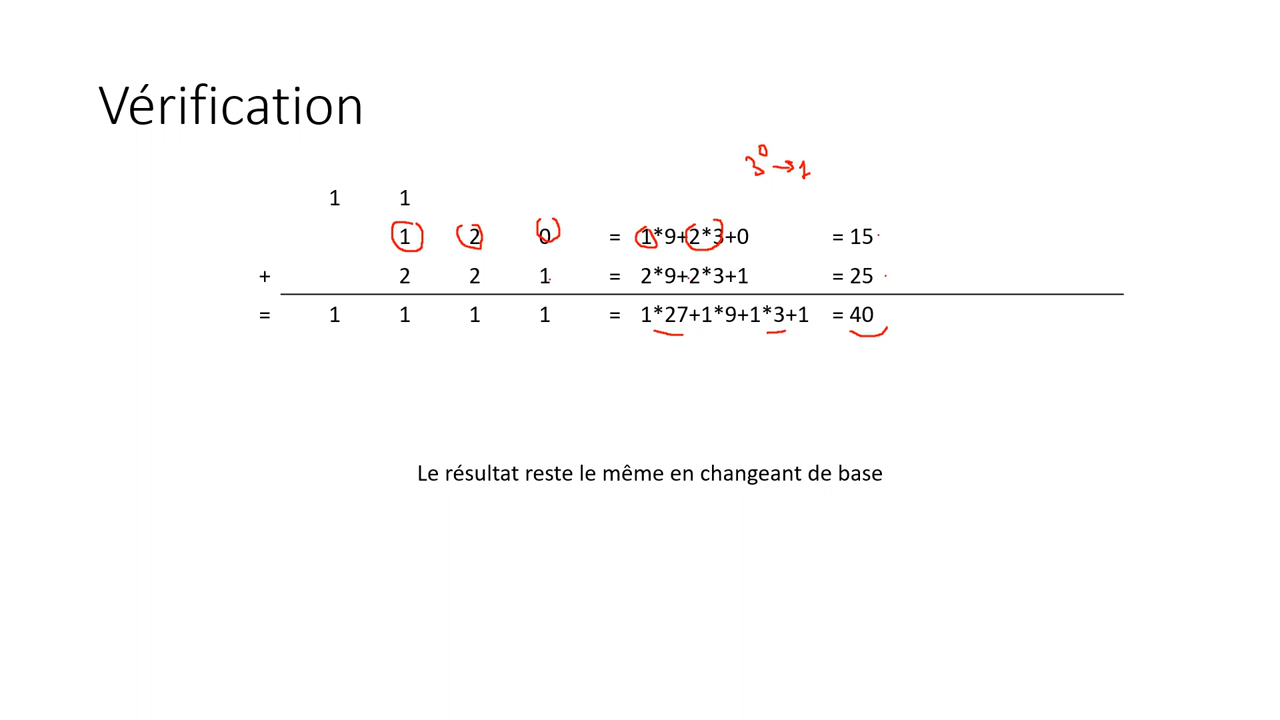 Vérification
3⁰→1
1 1
1 2 0 = 1*9+2*3+0 = 15
+ 2 2 1 = 2*9+2*3+1 = 25
= 1 1 1 1 = 1*27+1*9+1*3+1 = 40
Le résultat reste le même en changeant de base